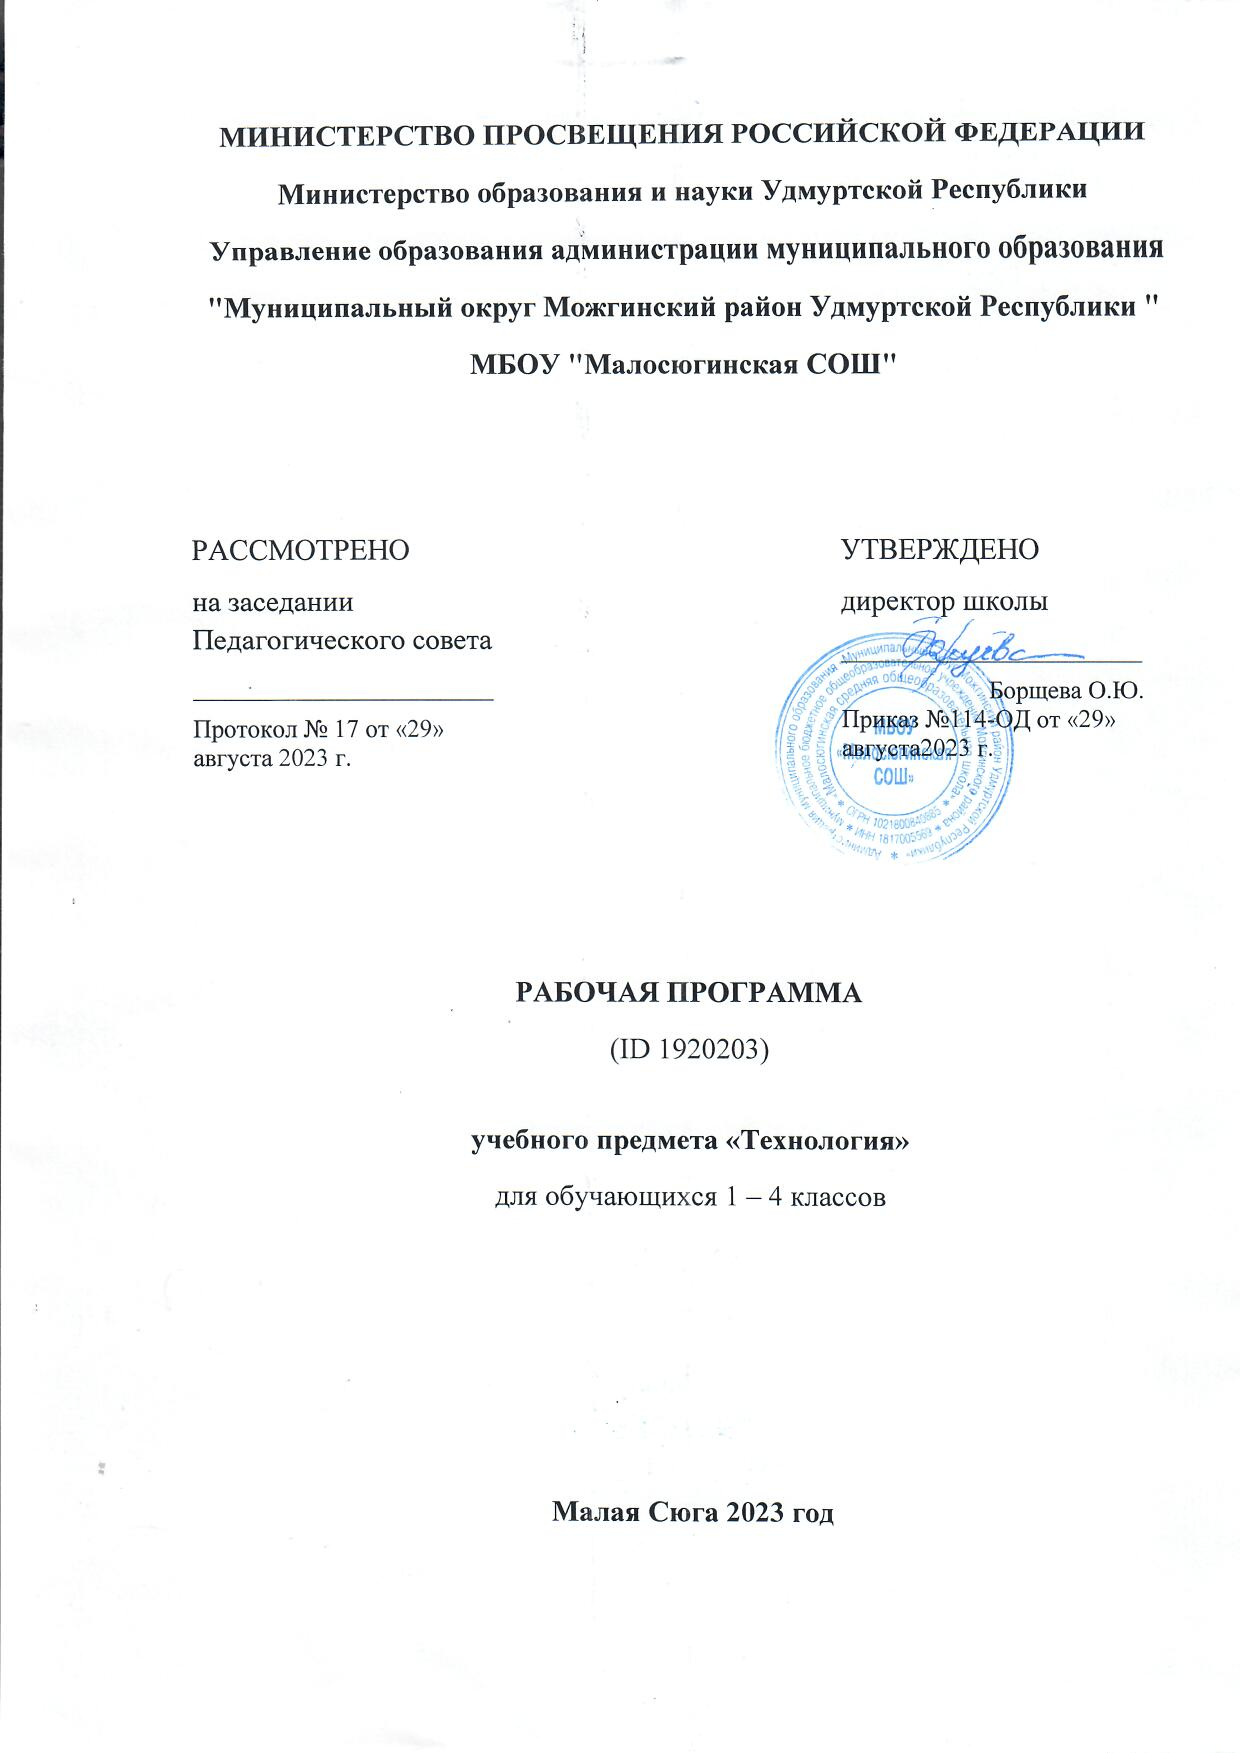 МИНИСТЕРСТВО ПРОСВЕЩЕНИЯ РОССИЙСКОЙ ФЕДЕРАЦИИ
Министерство образования и науки Удмуртской Республики
Управление образования администрации муниципального образования
"Муниципальный округ Можгинский район Удмуртской Республики "
МБОУ "Малосюгинская СОШ"
РАССМОТРЕНО
на заседании
Педагогического совета
Протокол № 17 от «29»
августа 2023 г.
УТВЕРЖДЕНО
директор школы
Борщева О.Ю.
Приказ №114-ОД от «29»
августа2023 г.
МБОУ
«Малосюгинская
СОШ»
РАБОЧАЯ ПРОГРАММА
(ID 1920203)
учебного предмета «Технология»
для обучающихся 1 – 4 классов
Малая Сюга 2023 год